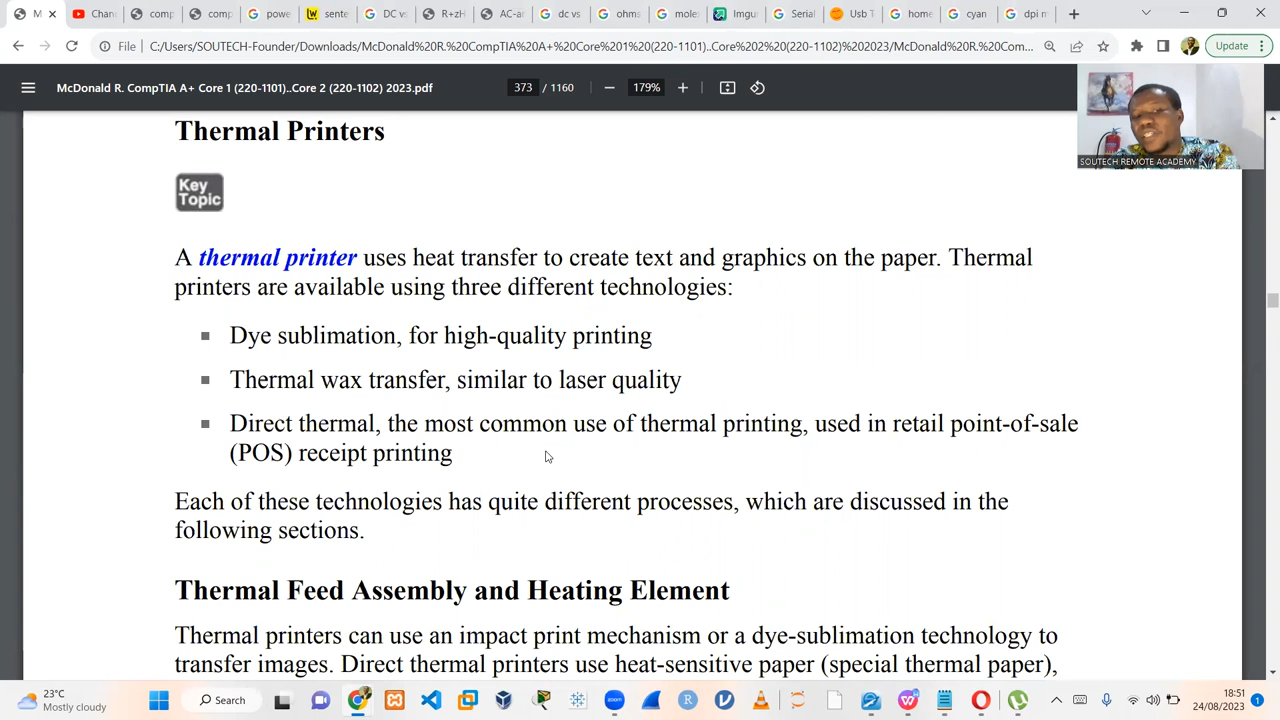 M
comp
comp
powe
sente
DC vs
R+zH
AC-ar
dc vs
ohms
mole
Imgu
Serial
Usb T
home
cyan
dpi m
File
C:/Users/SOUTECH-Founder/Downloads/McDonald%20R.%20CompTIA%20A+%20Core%201%20(220-1101)..Core%202%20(220-1102)%202023/McDonald%20R.%20Com...
Update
McDonald R. CompTIA A+ Core 1 (220-1101)..Core 2 (220-1102) 2023.pdf
373 / 1160
179%
SOUTECH REMOTE ACADEMY
Thermal Printers
Key
Topic
A thermal printer uses heat transfer to create text and graphics on the paper. Thermal
printers are available using three different technologies:
Dye sublimation, for high-quality printing
Thermal wax transfer, similar to laser quality
Direct thermal, the most common use of thermal printing, used in retail point-of-sale
(POS) receipt printing
Each of these technologies has quite different processes, which are discussed in the
following sections.
Thermal Feed Assembly and Heating Element
Thermal printers can use an impact print mechanism or a dye-sublimation technology to
transfer images. Direct thermal printers use heat-sensitive paper (special thermal paper),
23°C
Mostly cloudy
Search
zoom
18:51
24/08/2023
1